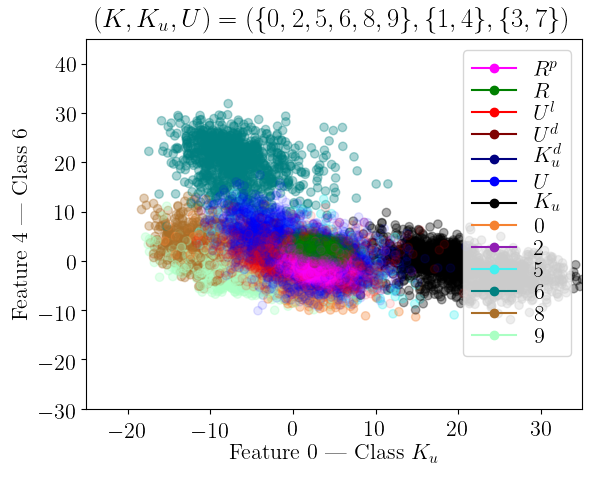 (K, K_u, U) = ({0, 2, 5, 6, 8, 9}, {1, 4}, {3, 7})
Feature 4 — Class 6
40
30
20
10
0
−10
−20
−30
R^p
R
U^l
U^d
K_u^d
U
K_u
0
2
5
6
8
9
−20 −10 0 10 20 30
Feature 0 — Class K_u